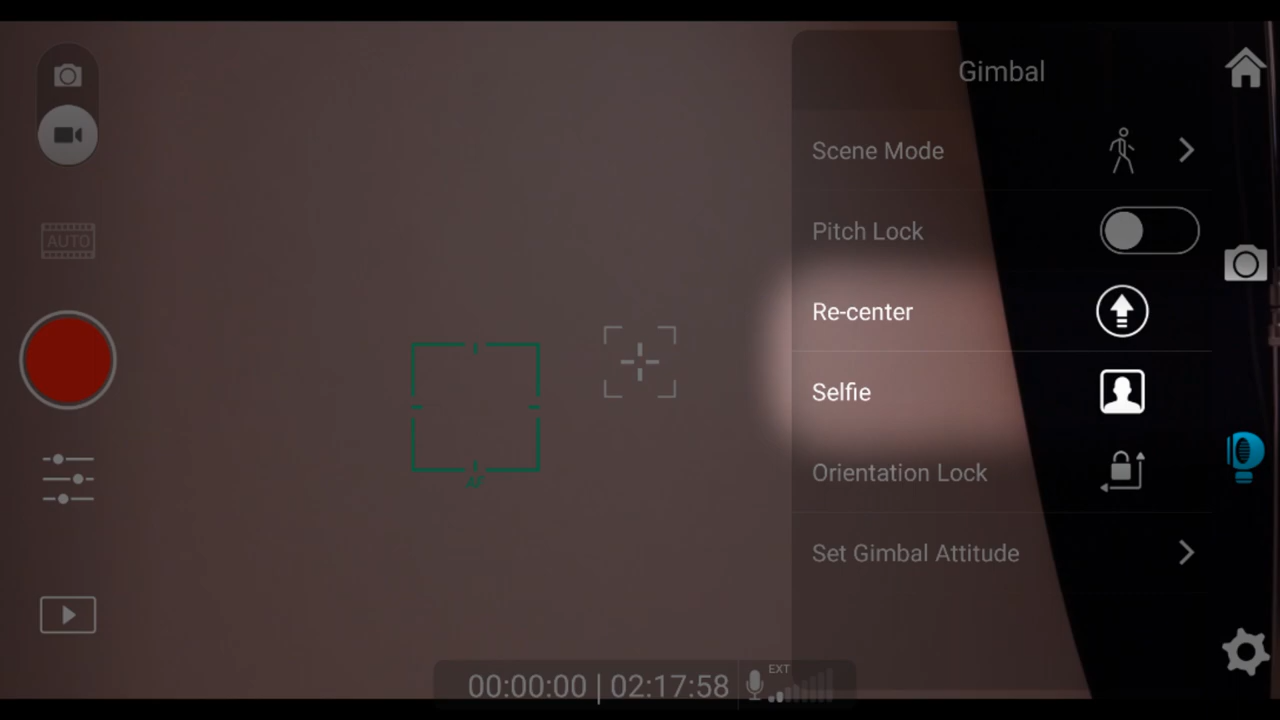 Gimbal
Scene Mode
Pitch Lock
AUTO
Re-center
Selfie
Orientation Lock
AF
Set Gimbal Attitude
00:00:00 | 02:17:58 EXT